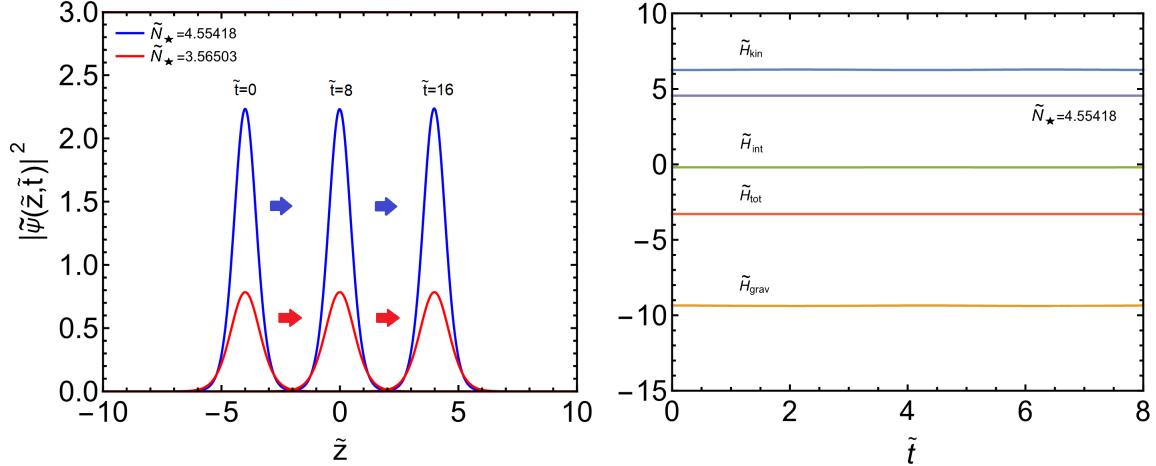 3.0
2.5
2.0
1.5
1.0
0.5
0.0
|ψ̃(z̃,t̃)|²
Ñ★=4.55418
Ñ★=3.56503
t̃=0 t̃=8 t̃=16
−10 −5 0 5 10
z̃
10
5
0
−5
−10
−15
H̃kin
Ñ★=4.55418
H̃int
H̃tot
H̃grav
0 2 4 6 8
t̃